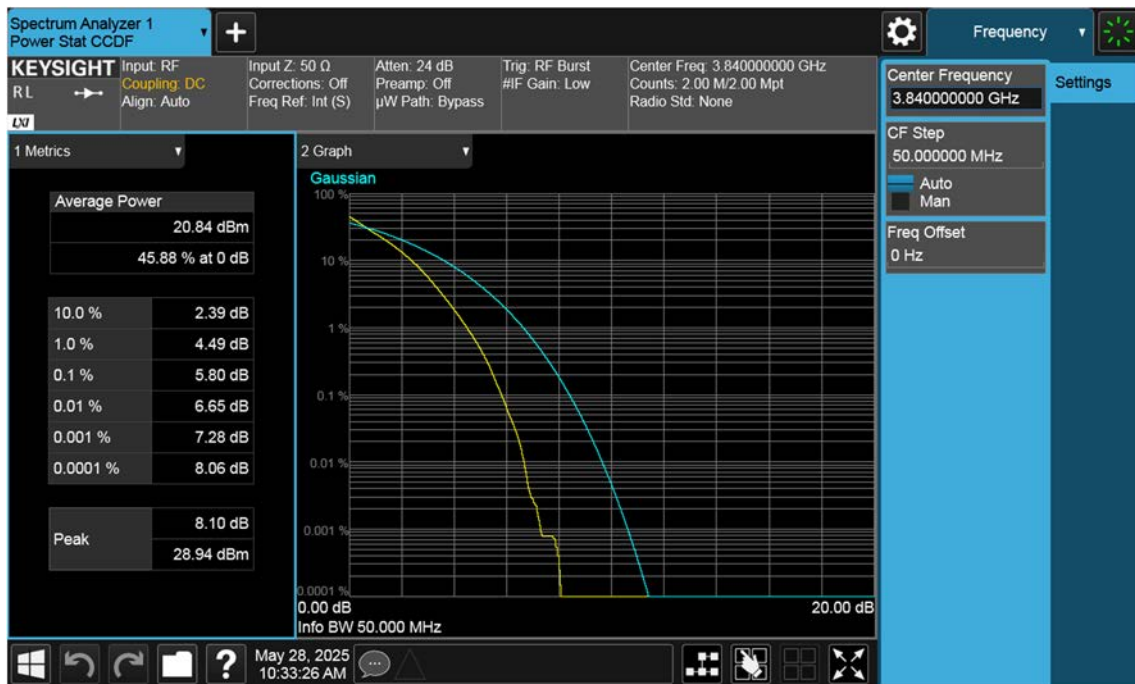 Spectrum Analyzer 1
Power Stat CCDF
Frequency
KEYSIGHT
R L
LXI
Input: RF
Coupling: DC
Align: Auto
Input Z: 50 Ω
Corrections: Off
Freq Ref: Int (S)
Atten: 24 dB
Preamp: Off
µW Path: Bypass
Trig: RF Burst
#IF Gain: Low
Center Freq: 3.840000000 GHz
Counts: 2.00 M/2.00 Mpt
Radio Std: None
Center Frequency
3.840000000 GHz
Settings
CF Step
50.000000 MHz
Auto
Man
Freq Offset
0 Hz
1 Metrics
Average Power
20.84 dBm
45.88 % at 0 dB
10.0 % 2.39 dB
1.0 % 4.49 dB
0.1 % 5.80 dB
0.01 % 6.65 dB
0.001 % 7.28 dB
0.0001 % 8.06 dB
Peak 8.10 dB
28.94 dBm
2 Graph
Gaussian
100 %
10 %
1 %
0.1 %
0.01 %
0.001 %
0.0001 %
0.00 dB 20.00 dB
Info BW 50.000 MHz
?
May 28, 2025
10:33:26 AM